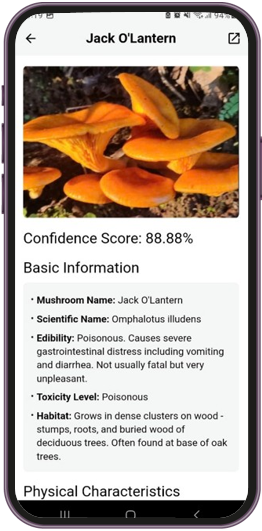 94%
Jack O'Lantern
Confidence Score: 88.88%
Basic Information
• Mushroom Name: Jack O'Lantern
• Scientific Name: Omphalotus illudens
• Edibility: Poisonous. Causes severe
gastrointestinal distress including vomiting
and diarrhea. Not usually fatal but very
unpleasant.
• Toxicity Level: Poisonous
• Habitat: Grows in dense clusters on wood -
stumps, roots, and buried wood of
deciduous trees. Often found at base of oak
trees.
Physical Characteristics